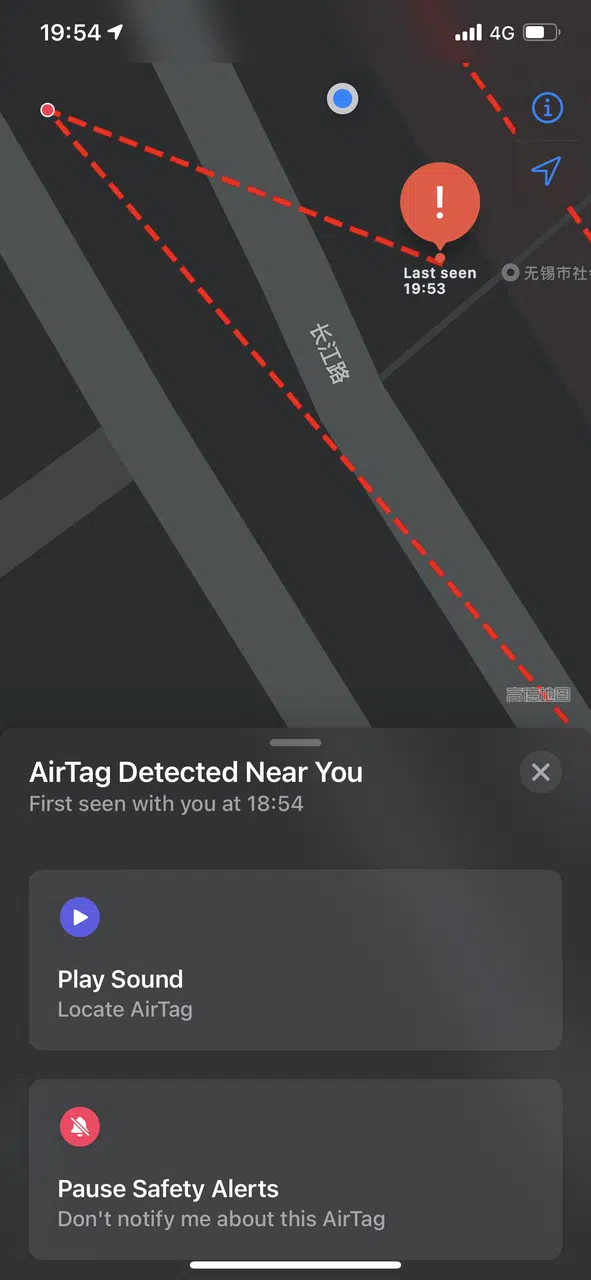 19:54
4G
Last seen
19:53
无锡市社
长江路
高德地图
AirTag Detected Near You
First seen with you at 18:54
Play Sound
Locate AirTag
Pause Safety Alerts
Don't notify me about this AirTag